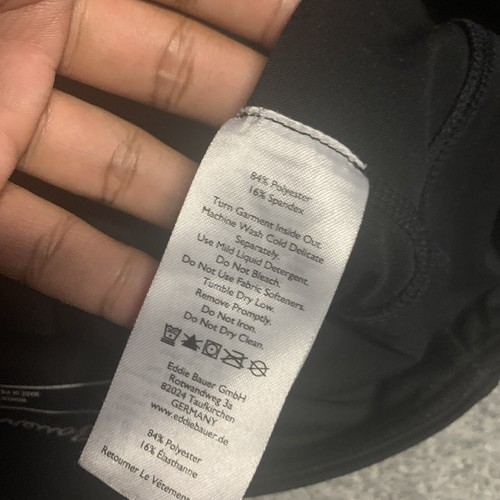 84% Polyester
16% Spandex
Turn Garment Inside Out.
Machine Wash Cold Delicate
Separately.
Use Mild Liquid Detergent.
Do Not Bleach.
Do Not Use Fabric Softeners.
Tumble Dry Low.
Remove Promptly.
Do Not Iron.
Do Not Dry Clean.
Eddie Bauer GmbH
Rotwandweg 3a
82024 Taufkirchen
GERMANY
www.eddiebauer.de
84% Polyester
16% Élasthanne
Retourner Le Vêtement